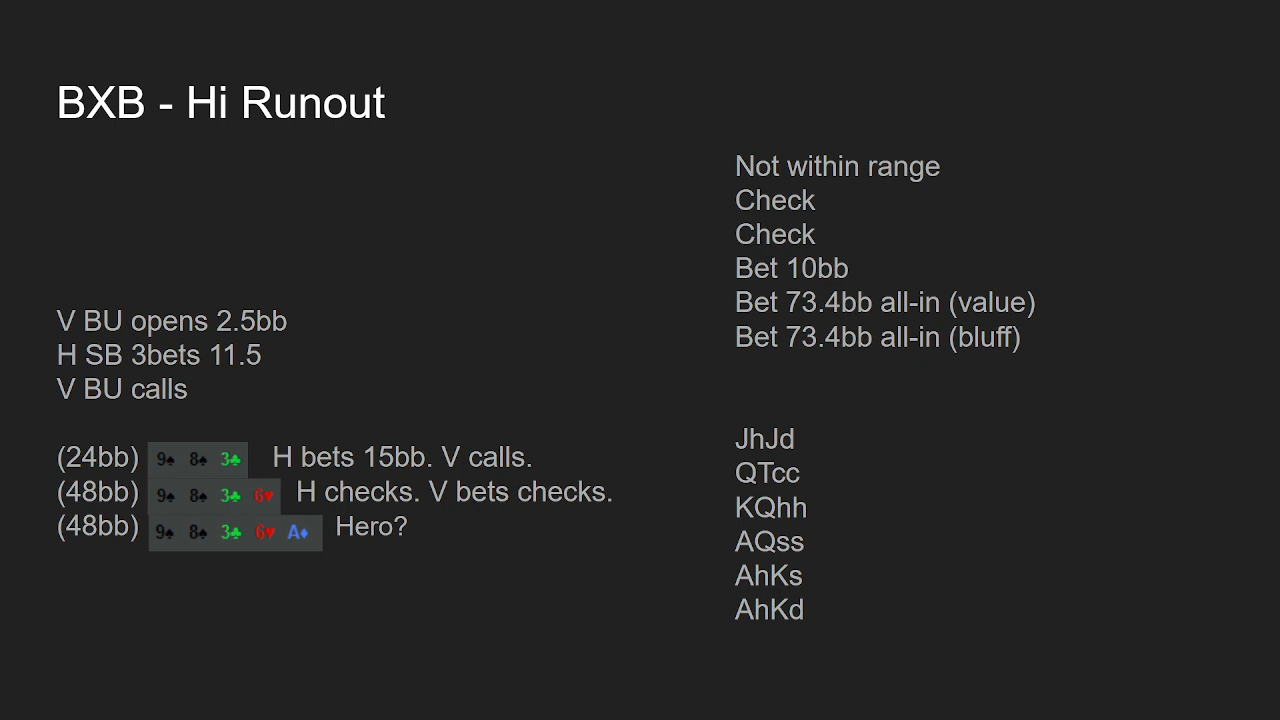 BXB - Hi Runout
V BU opens 2.5bb
H SB 3bets 11.5
V BU calls
(24bb) 9♠ 8♠ 3♣ H bets 15bb. V calls.
(48bb) 9♠ 8♠ 3♣ 6♥ H checks. V bets checks.
(48bb) 9♠ 8♠ 3♣ 6♥ A♦ Hero?
Not within range
Check
Check
Bet 10bb
Bet 73.4bb all-in (value)
Bet 73.4bb all-in (bluff)
JhJd
QTcc
KQhh
AQss
AhKs
AhKd